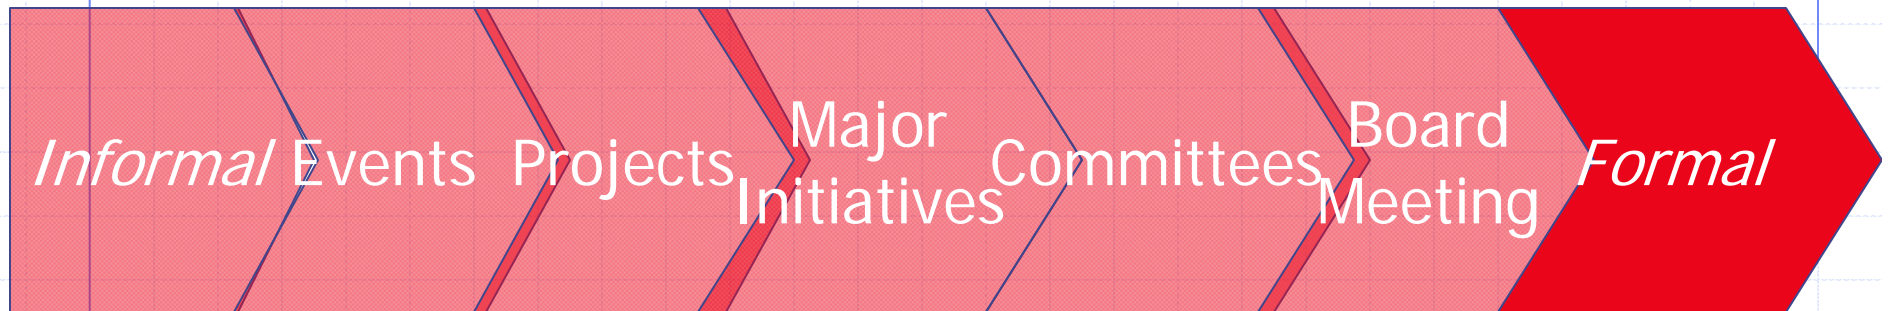 Informal
Events
Projects
Major
Initiatives
Committees
Board
Meeting
Formal